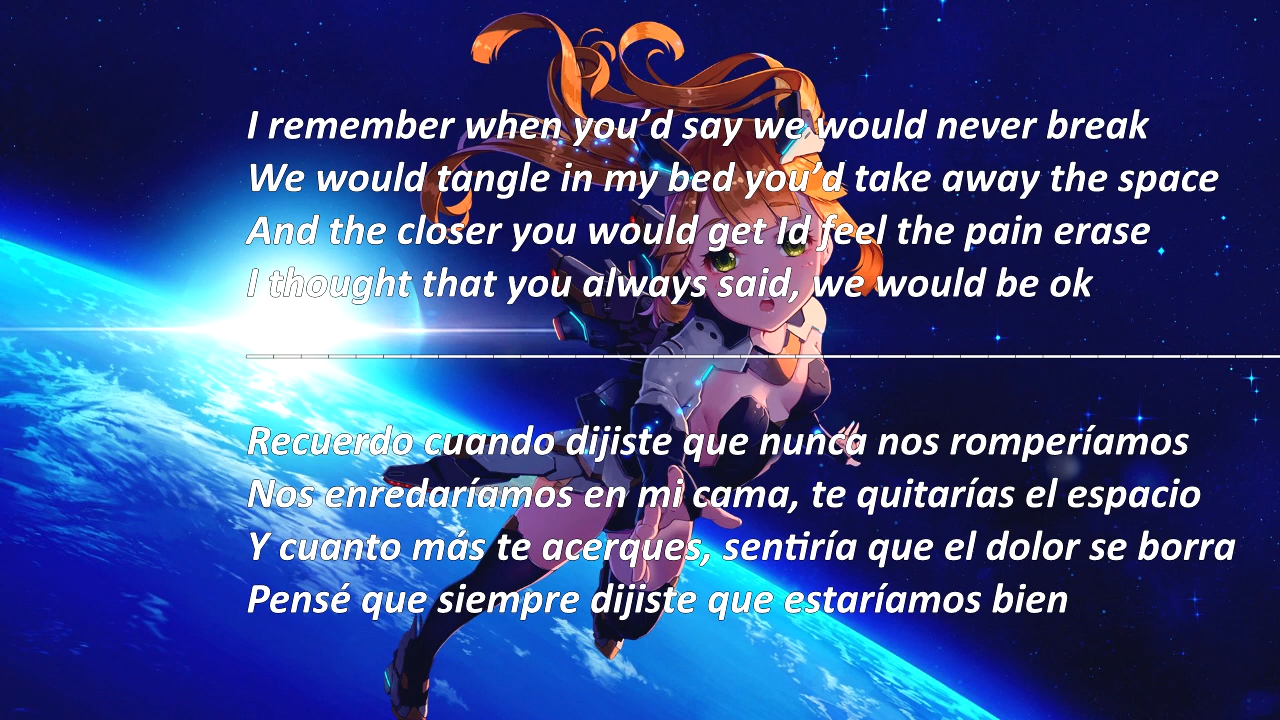 I remember when you’d say we would never break
We would tangle in my bed you’d take away the space
And the closer you would get Id feel the pain erase
I thought that you always said, we would be ok
Recuerdo cuando dijiste que nunca nos romperíamos
Nos enredaríamos en mi cama, te quitarías el espacio
Y cuanto más te acerques, sentiría que el dolor se borra
Pensé que siempre dijiste que estaríamos bien